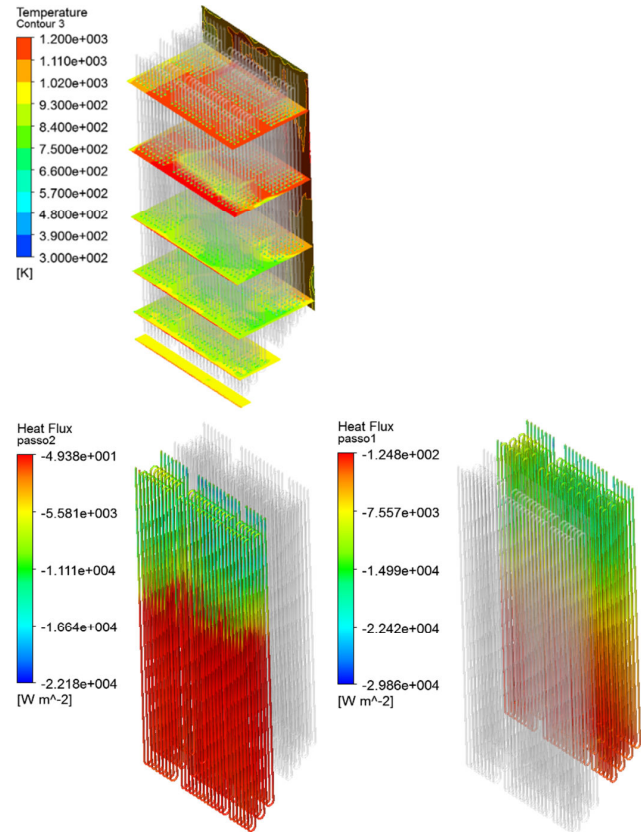 Temperature
Contour 3
1.200e+003
1.110e+003
1.020e+003
9.300e+002
8.400e+002
7.600e+002
6.600e+002
5.700e+002
4.800e+002
3.900e+002
3.000e+002
[K]
Heat Flux
passo2
-4.938e+001
-5.581e+003
-1.111e+004
-1.664e+004
-2.218e+004
[W m^-2]
Heat Flux
passo1
-1.248e+002
-7.557e+003
-1.499e+004
-2.242e+004
-2.986e+004
[W m^-2]